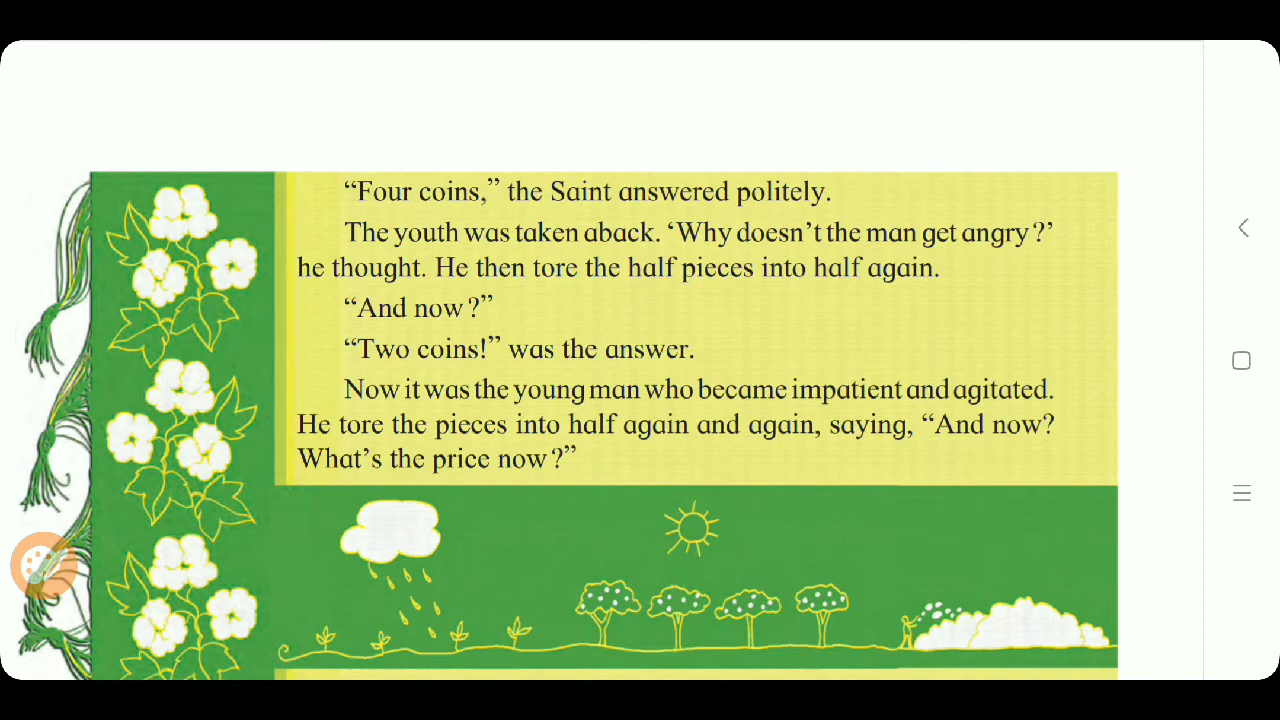 “Four coins,” the Saint answered politely.
The youth was taken aback. ‘Why doesn’t the man get angry?’
he thought. He then tore the half pieces into half again.
“And now?”
“Two coins!” was the answer.
Now it was the young man who became impatient and agitated.
He tore the pieces into half again and again, saying, “And now?
What’s the price now?”